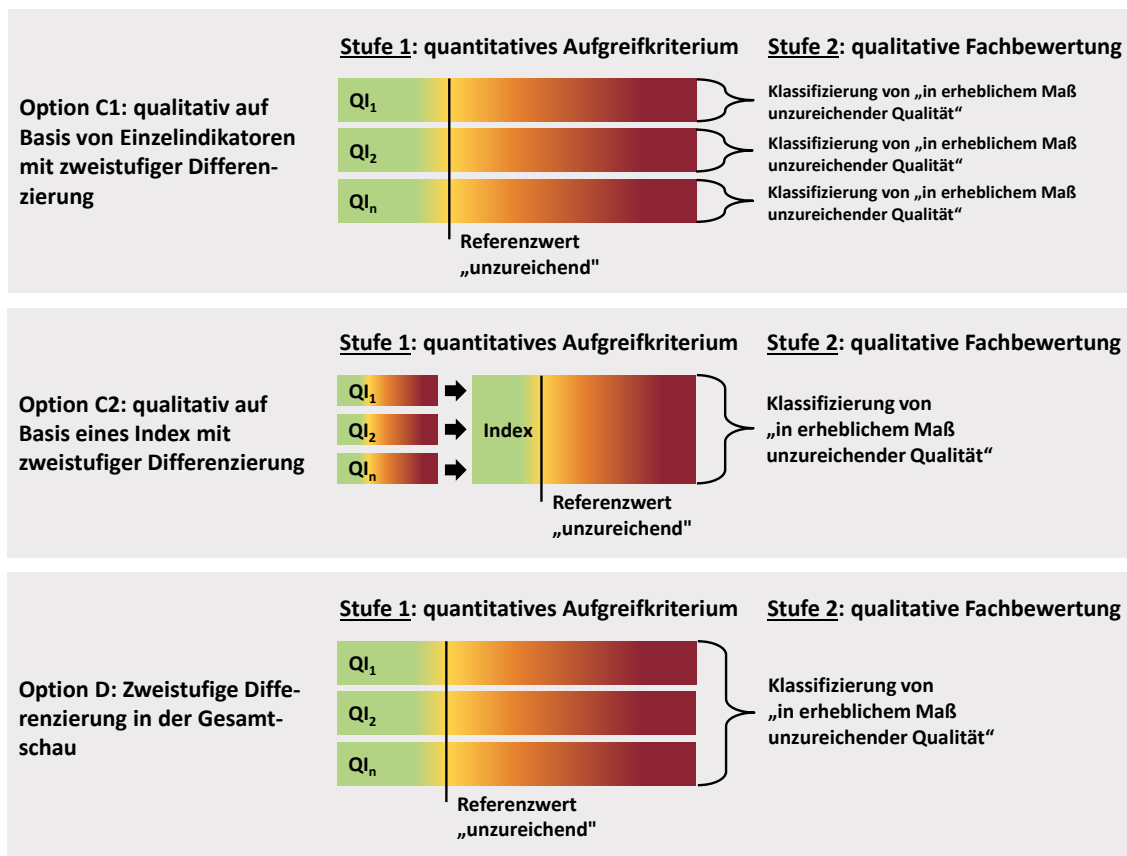 Option C1: qualitativ auf
Basis von Einzelindikatoren
mit zweistufiger Differen-
zierung
Stufe 1: quantitatives Aufgreifkriterium
QI1
QI2
QIn
Referenzwert
„unzureichend"
Stufe 2: qualitative Fachbewertung
Klassifizierung von „in erheblichem Maß
unzureichender Qualität“
Klassifizierung von „in erheblichem Maß
unzureichender Qualität“
Klassifizierung von „in erheblichem Maß
unzureichender Qualität“
Option C2: qualitativ auf
Basis eines Index mit
zweistufiger Differenzierung
Stufe 1: quantitatives Aufgreifkriterium
QI1
QI2
QIn
Index
Referenzwert
„unzureichend"
Stufe 2: qualitative Fachbewertung
Klassifizierung von
„in erheblichem Maß
unzureichender Qualität“
Option D: Zweistufige Diffe-
renzierung in der Gesamt-
schau
Stufe 1: quantitatives Aufgreifkriterium
QI1
QI2
QIn
Referenzwert
„unzureichend"
Stufe 2: qualitative Fachbewertung
Klassifizierung von
„in erheblichem Maß
unzureichender Qualität“